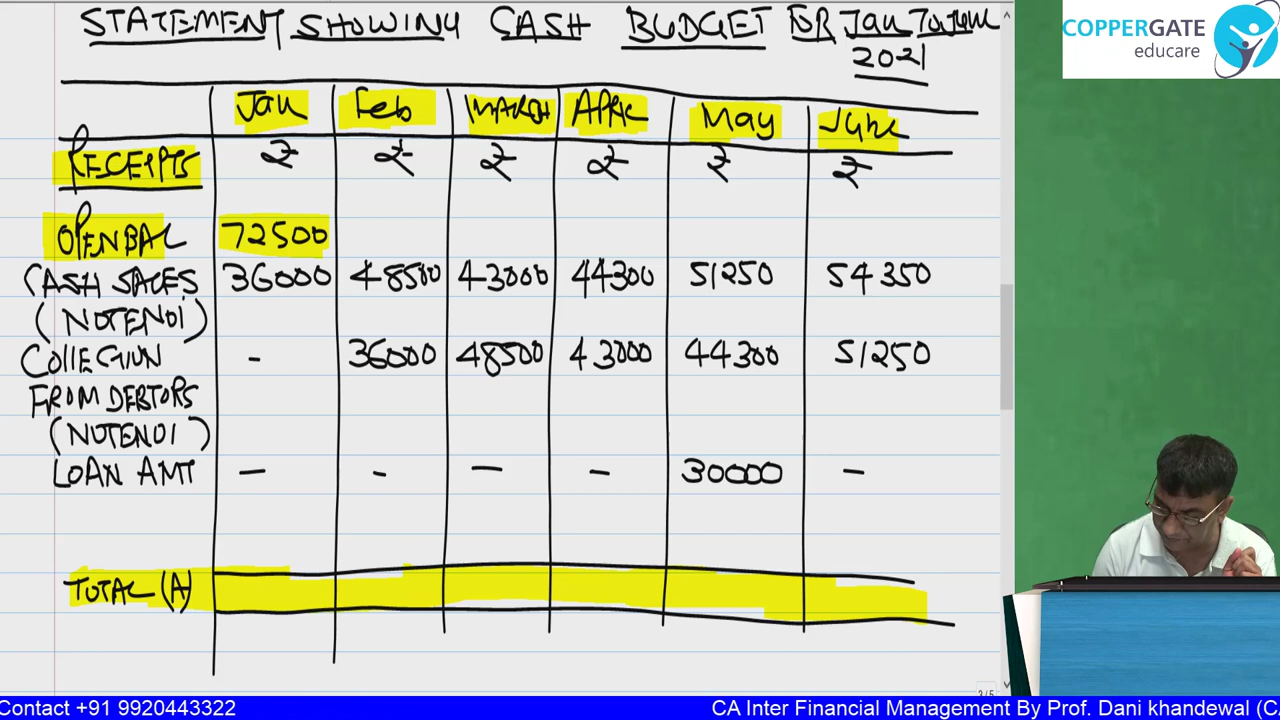 STATEMENT SHOWING CASH BUDGET FOR Jan To June
2021
COPPERGATE
educare
Jan Feb MARCH APRIL May June
RECEIPTS ₹ ₹ ₹ ₹ ₹ ₹
OPEN BAL 72500
CASH SALES 36000 48500 43000 44300 51250 54350
(NOTE NO1)
COLLECTION - 36000 48500 43000 44300 51250
FROM DEBTORS
(NOTE NO1)
LOAN AMT - - - - 30000 -
TOTAL (A)
3/5
Contact +91 9920443322 CA Inter Financial Management By Prof. Dani khandewal (C